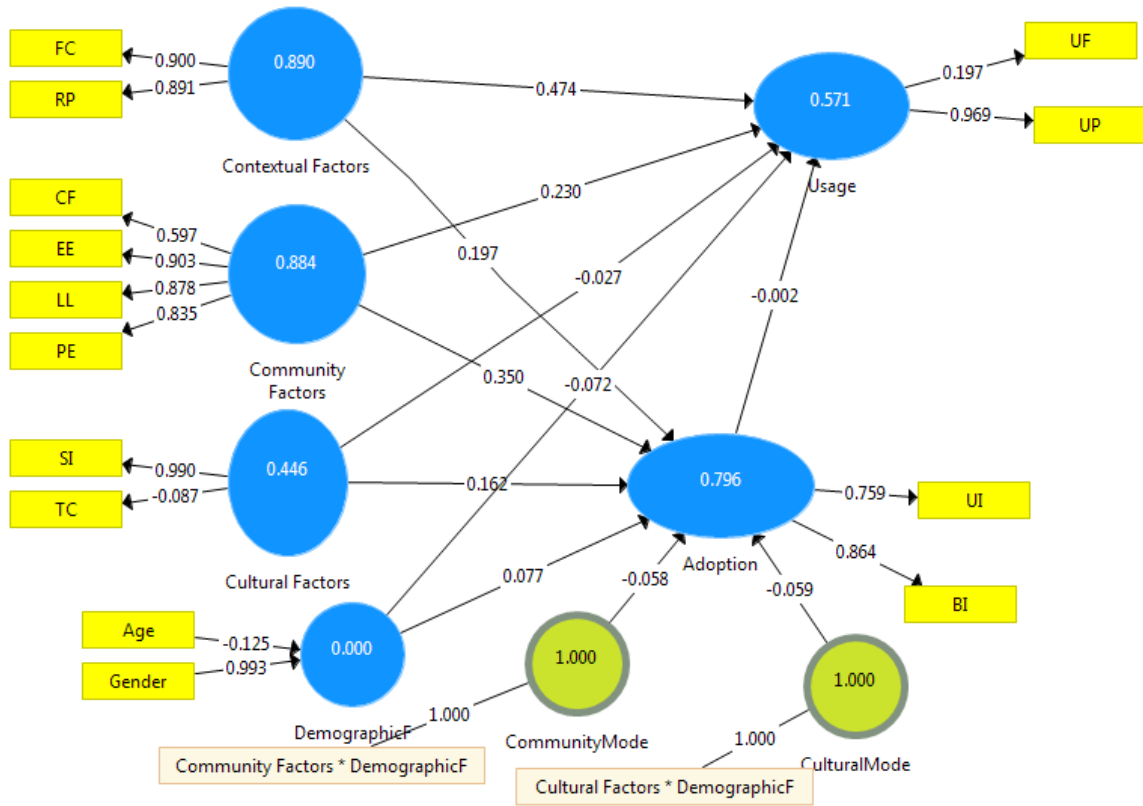 FC
0.900
RP
0.891
0.890
Contextual Factors
0.474
0.571
Usage
UF
0.197
0.969
UP
CF
0.597
EE
0.903
LL
0.878
PE
0.835
0.884
Community
Factors
0.230
0.197
-0.027
-0.002
0.350
-0.072
SI
0.990
TC
-0.087
0.446
Cultural Factors
0.162
0.796
Adoption
0.759
UI
0.864
BI
Age
-0.125
Gender
0.993
0.000
DemographicF
0.077
-0.058
-0.059
1.000
CommunityMode
1.000
CulturalMode
1.000
Community Factors * DemographicF
1.000
Cultural Factors * DemographicF